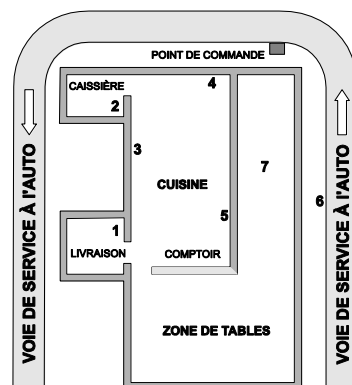 POINT DE COMMANDE
CAISSIÈRE
4
2
3
7
CUISINE
6
5
1
LIVRAISON
COMPTOIR
ZONE DE TABLES
VOIE DE SERVICE À l'AUTO
VOIE DE SERVICE À l'AUTO